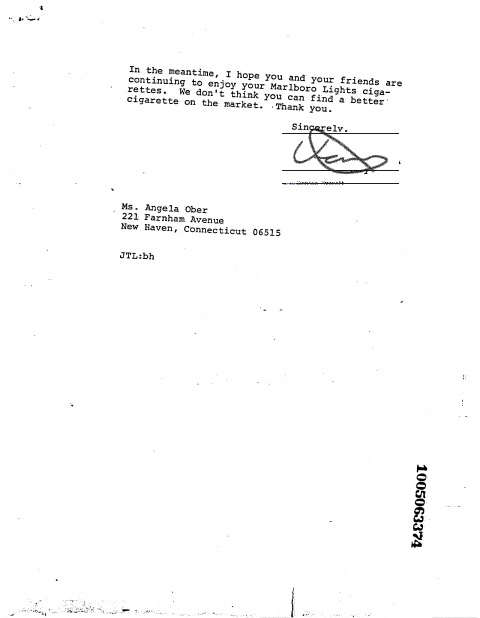 In the meantime, I hope you and your friends are
continuing to enjoy your Marlboro Lights ciga-
rettes. We don't think you can find a better
cigarette on the market. Thank you.
Sincerely,
Ms. Angela Ober
221 Farnham Avenue
New Haven, Connecticut 06515
JTL:bh
1005063374